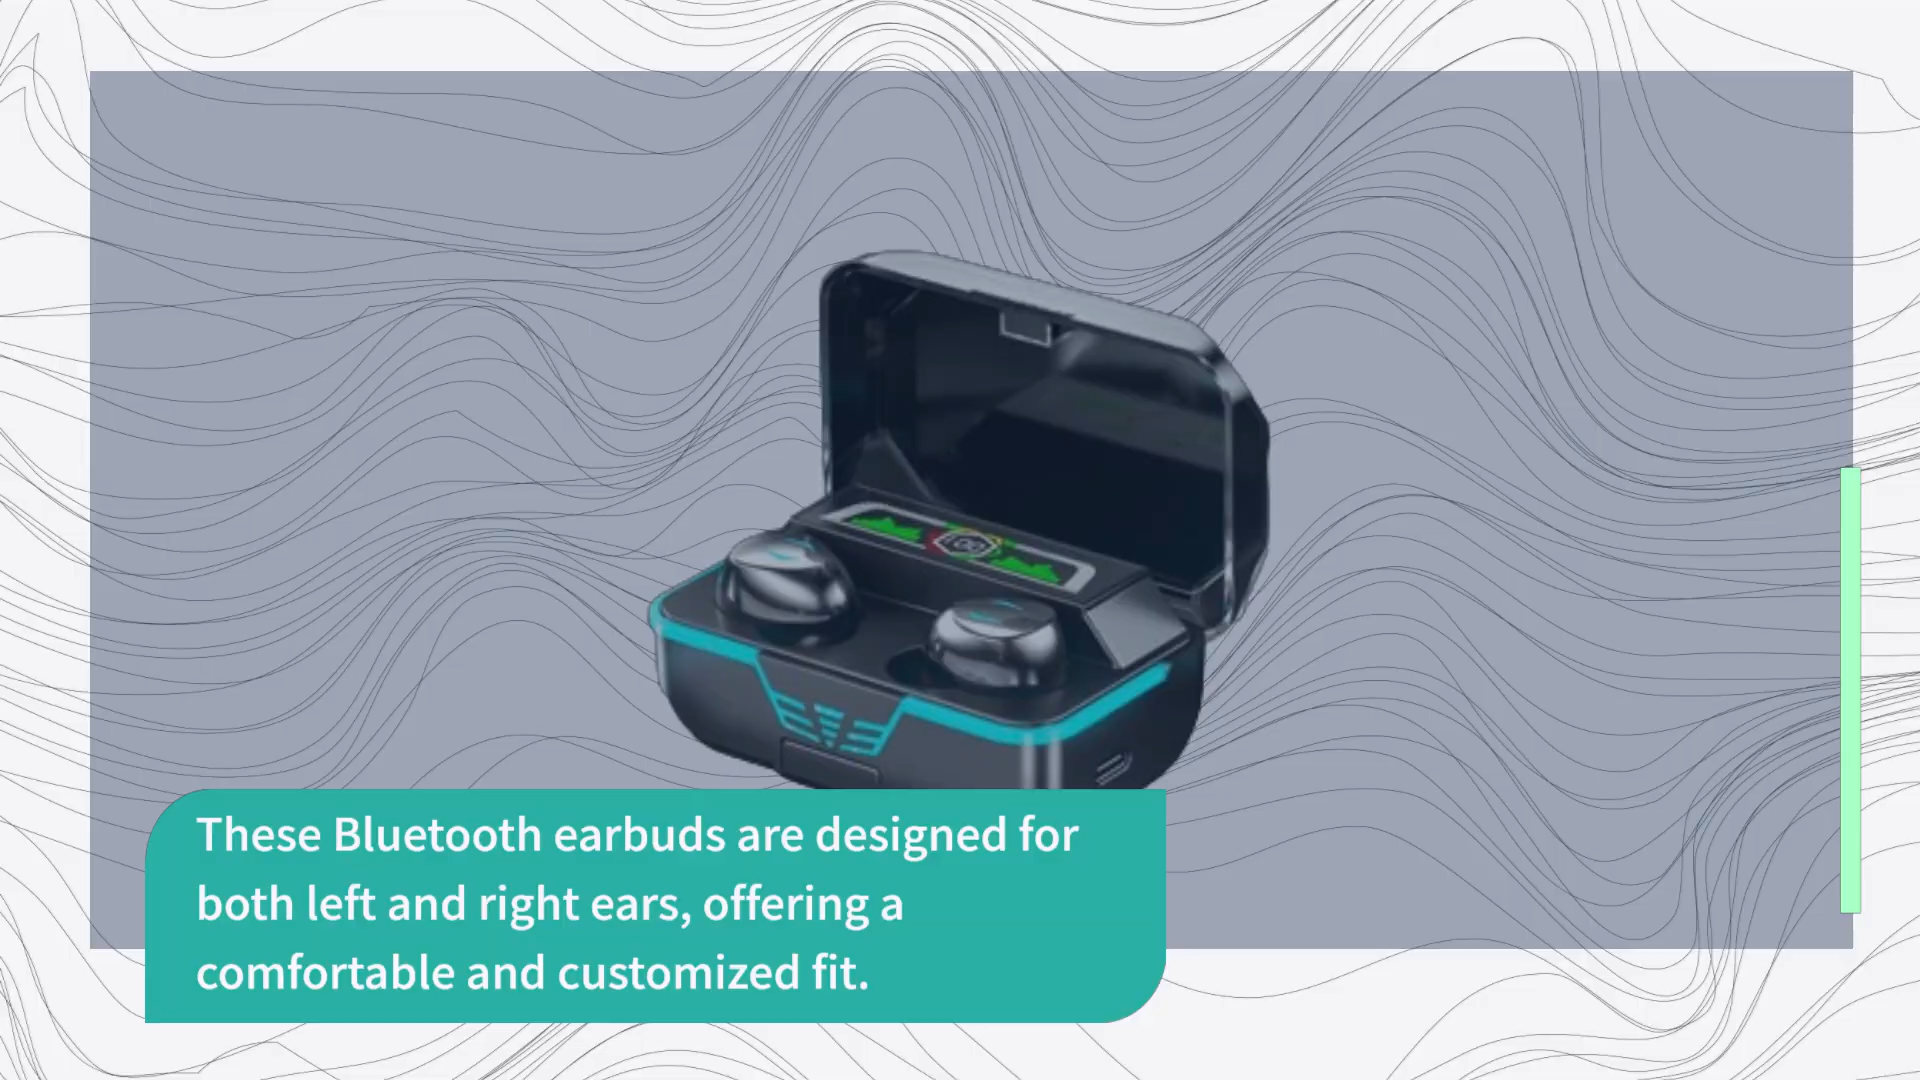 These Bluetooth earbuds are designed for
both left and right ears, offering a
comfortable and customized fit.